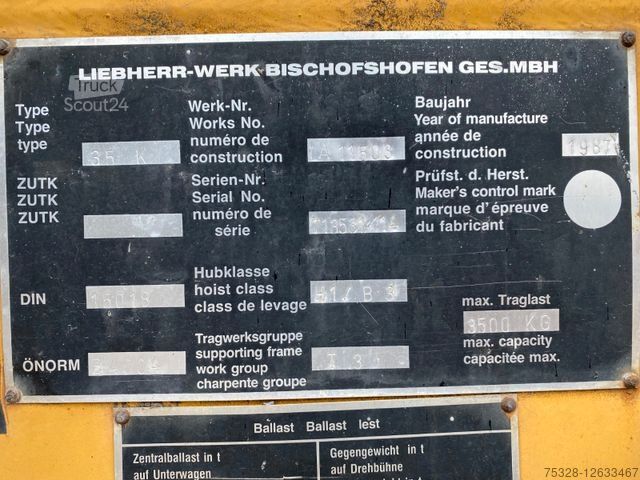 LIEBHERR-WERK BISCHOFSHOFEN GES.MBH
Truck
Scout24
Type
Type
type
35 K
Werk-Nr.
Works No.
numéro de
construction
Baujahr
Year of manufacture
année de
construction
1987
ZUTK
ZUTK
ZUTK
Serien-Nr.
Serial No.
numéro de
série
Prüfst. d. Herst.
Maker's control mark
marque d'épreuve
du fabricant
DIN
15018
Hubklasse
hoist class
class de levage
H1/B 3
max. Traglast
3500 KG
max. capacity
capacitée max.
ÖNORM
Tragwerksgruppe
supporting frame
work group
charpente groupe
Ballast Ballast lest
Zentralballast in t
auf Unterwagen
Gegengewicht in t
auf Drehbühne
75328-12633467